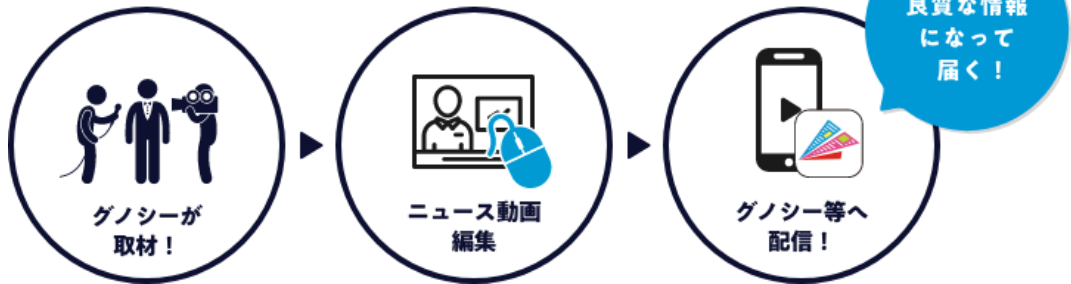 グノシーが
取材！
ニュース動画
編集
グノシー等へ
配信！
良質な情報
になって
届く！